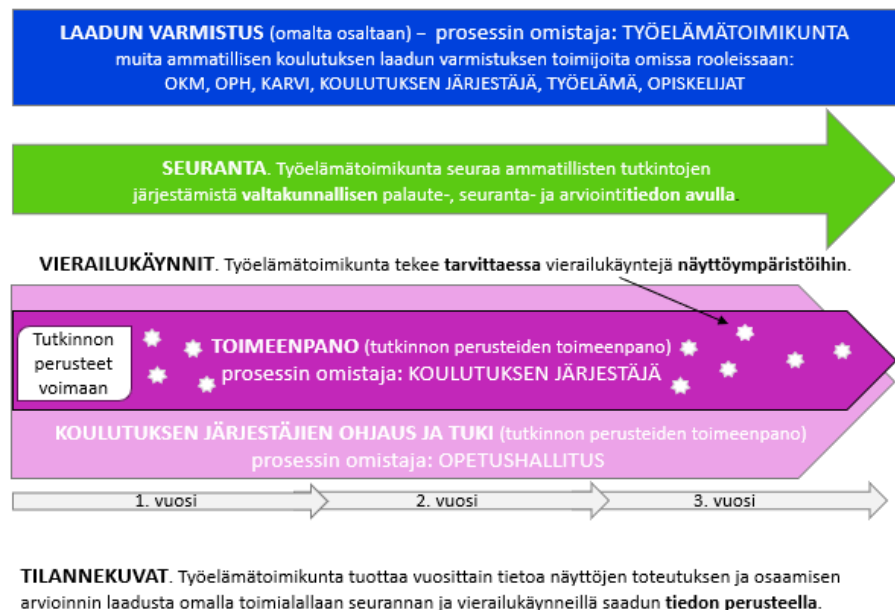 LAADUN VARMISTUS (omalta osaltaan) – prosessin omistaja: TYÖELÄMÄTOIMIKUNTA
muita ammatillisen koulutuksen laadun varmistuksen toimijoita omissa rooleissaan:
OKM, OPH, KARVI, KOULUTUKSEN JÄRJESTÄJÄ, TYÖELÄMÄ, OPISKELIJAT
SEURANTA. Työelämätoimikunta seuraa ammatillisten tutkintojen
järjestämistä valtakunnallisen palaute-, seuranta- ja arviointitiedon avulla.
VIERAILUKÄYNNIT. Työelämätoimikunta tekee tarvittaessa vierailukäyntejä näyttöympäristöihin.
Tutkinnon
perusteet
voimaan
TOIMEENPANO (tutkinnon perusteiden toimeenpano)
prosessin omistaja: KOULUTUKSEN JÄRJESTÄJÄ
KOULUTUKSEN JÄRJESTÄJIEN OHJAUS JA TUKI (tutkinnon perusteiden toimeenpano)
prosessin omistaja: OPETUSHALLITUS
1. vuosi
2. vuosi
3. vuosi
TILANNEKUVAT. Työelämätoimikunta tuottaa vuosittain tietoa näyttöjen toteutuksen ja osaamisen
arvioinnin laadusta omalla toimialallaan seurannan ja vierailukäynneillä saadun tiedon perusteella.